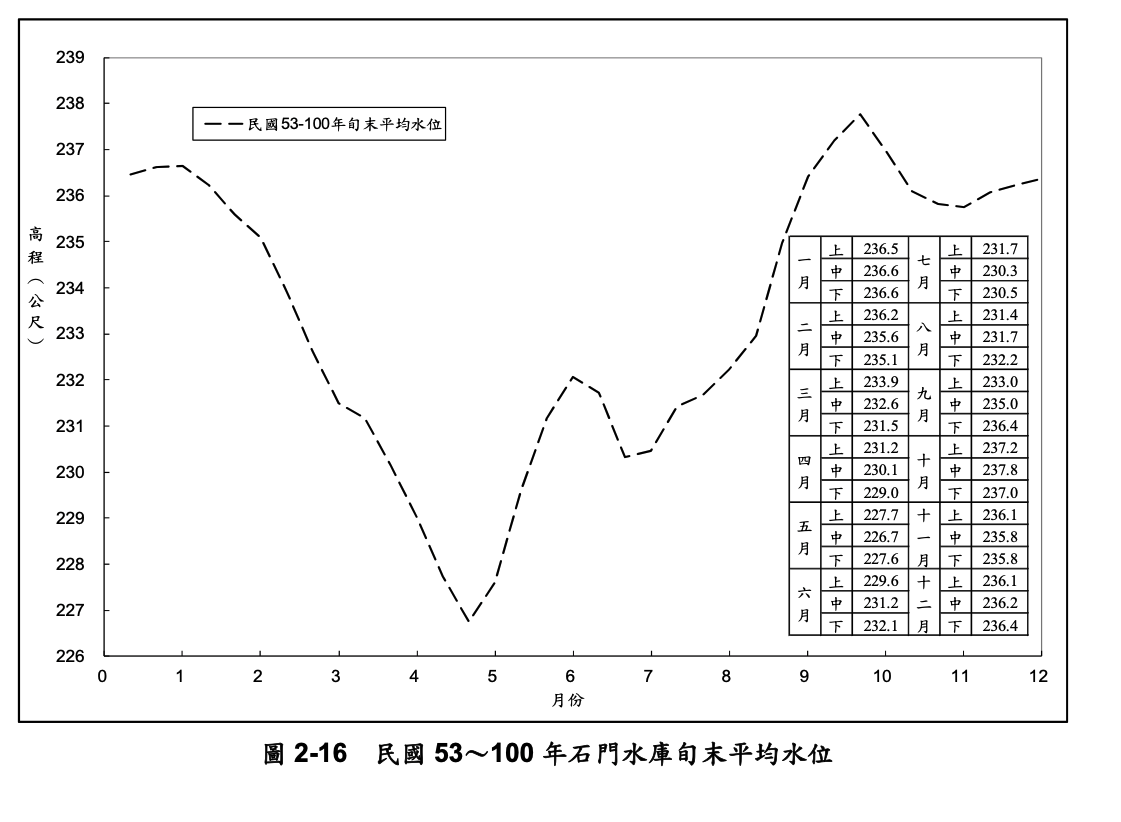 239
238
237
236
235
234
233
232
231
230
229
228
227
226
高程（公尺）
民國53-100年旬末平均水位
一月 上 236.5 七月 上 231.7
中 236.6 中 230.3
下 236.6 下 230.5
二月 上 236.2 八月 上 231.4
中 235.6 中 231.7
下 235.1 下 232.2
三月 上 233.9 九月 上 233.0
中 232.6 中 235.0
下 231.5 下 236.4
四月 上 231.2 十月 上 237.2
中 230.1 中 237.8
下 229.0 下 237.0
五月 上 227.7 十一月 上 236.1
中 226.7 中 235.8
下 227.6 下 235.8
六月 上 229.6 十二月 上 236.1
中 231.2 中 236.2
下 232.1 下 236.4
0 1 2 3 4 5 6 7 8 9 10 11 12
月份
圖 2-16 民國 53～100 年石門水庫旬末平均水位